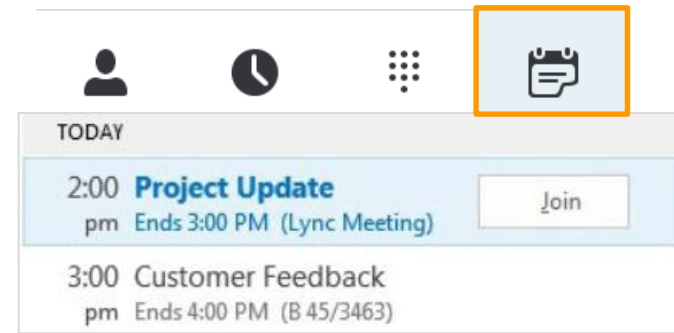 TODAY
2:00 Project Update
pm Ends 3:00 PM (Lync Meeting)
Join
3:00 Customer Feedback
pm Ends 4:00 PM (B 45/3463)